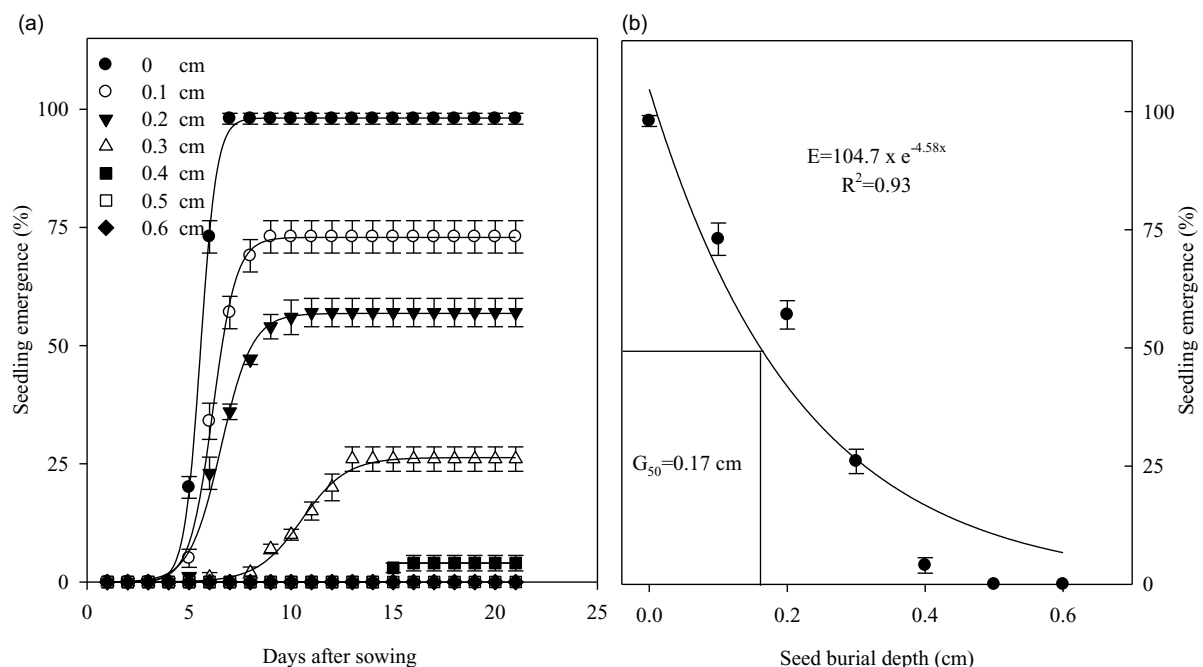 (a)
0 cm
0.1 cm
0.2 cm
0.3 cm
0.4 cm
0.5 cm
0.6 cm
100
75
50
25
0
Seedling emergence (%)
0 5 10 15 20 25
Days after sowing
(b)
E=104.7 x e^-4.58x
R²=0.93
G₅₀=0.17 cm
100
75
50
25
0
Seedling emergence (%)
0.0 0.2 0.4 0.6
Seed burial depth (cm)